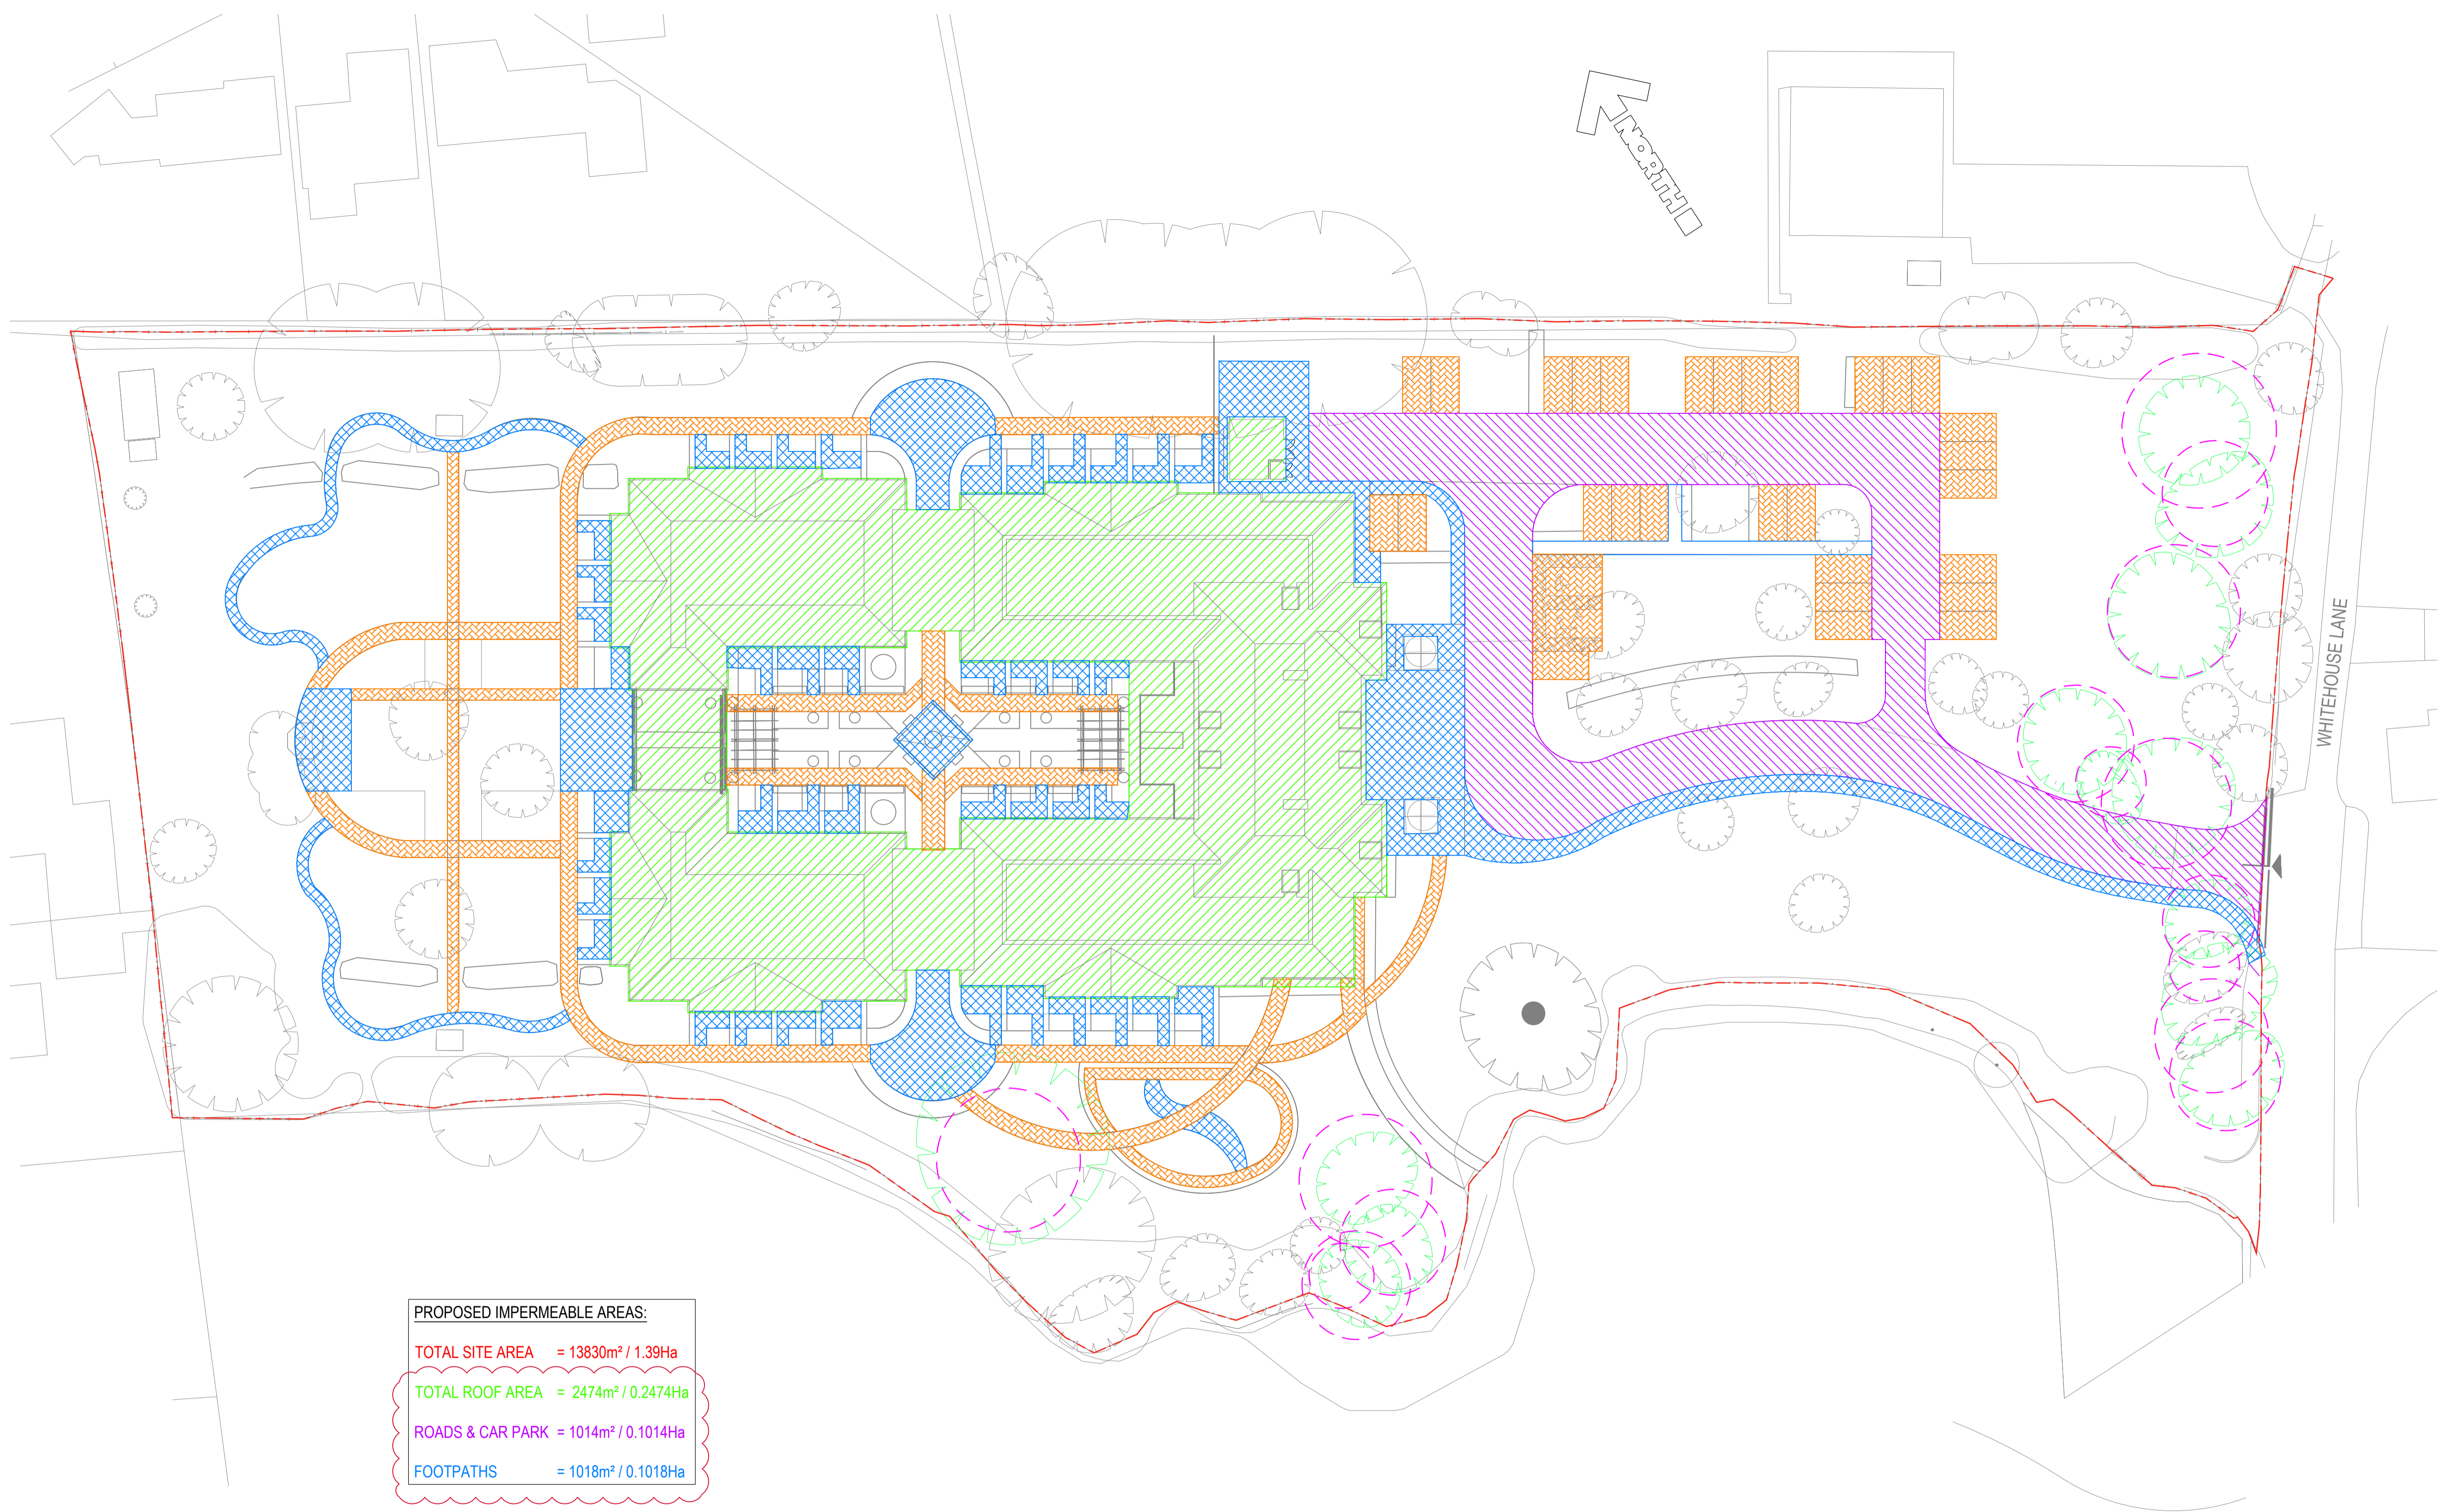 NORTH
WHITEHOUSE LANE
PROPOSED IMPERMEABLE AREAS:
TOTAL SITE AREA = 13830m² / 1.39Ha
TOTAL ROOF AREA = 2474m² / 0.2474Ha
ROADS & CAR PARK = 1014m² / 0.1014Ha
FOOTPATHS = 1018m² / 0.1018Ha